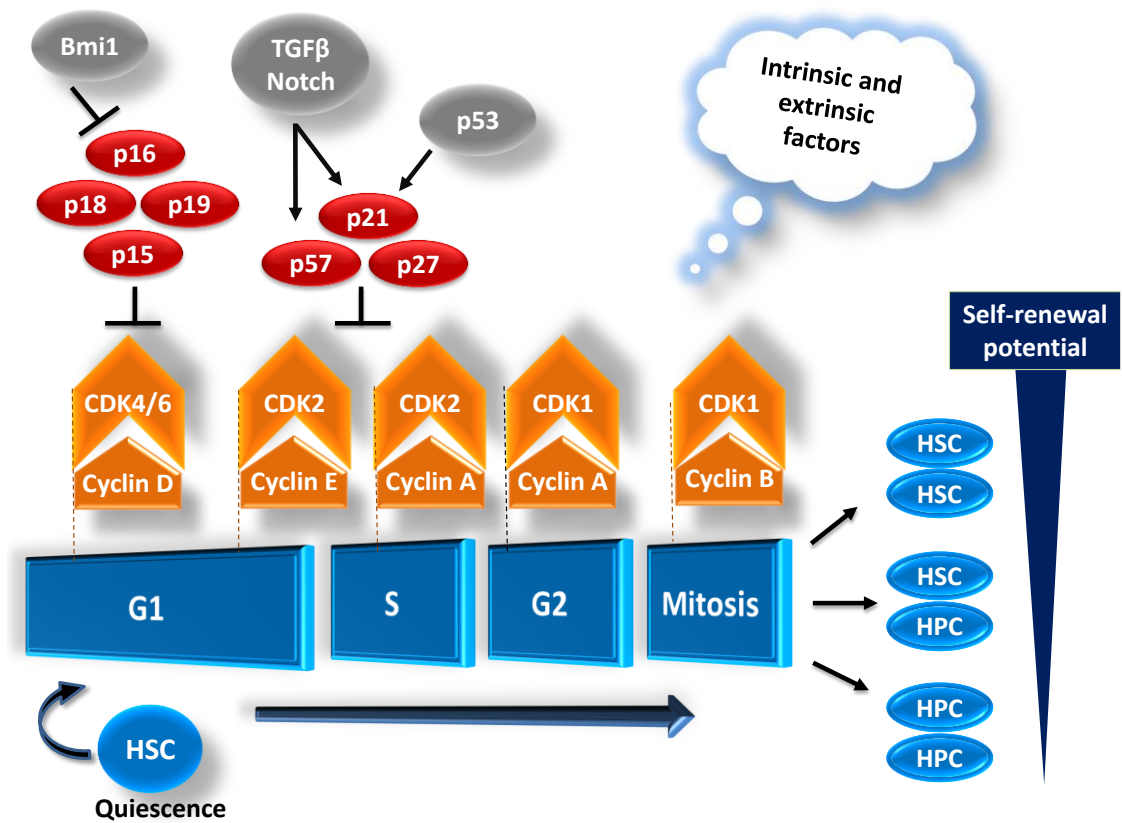 Bmi1
TGFβ
Notch
p53
Intrinsic and
extrinsic
factors
p16
p18
p19
p15
p21
p57
p27
Self-renewal
potential
CDK4/6
CDK2
CDK2
CDK1
CDK1
Cyclin D
Cyclin E
Cyclin A
Cyclin A
Cyclin B
HSC
HSC
HSC
HPC
HPC
HPC
G1
S
G2
Mitosis
HSC
Quiescence